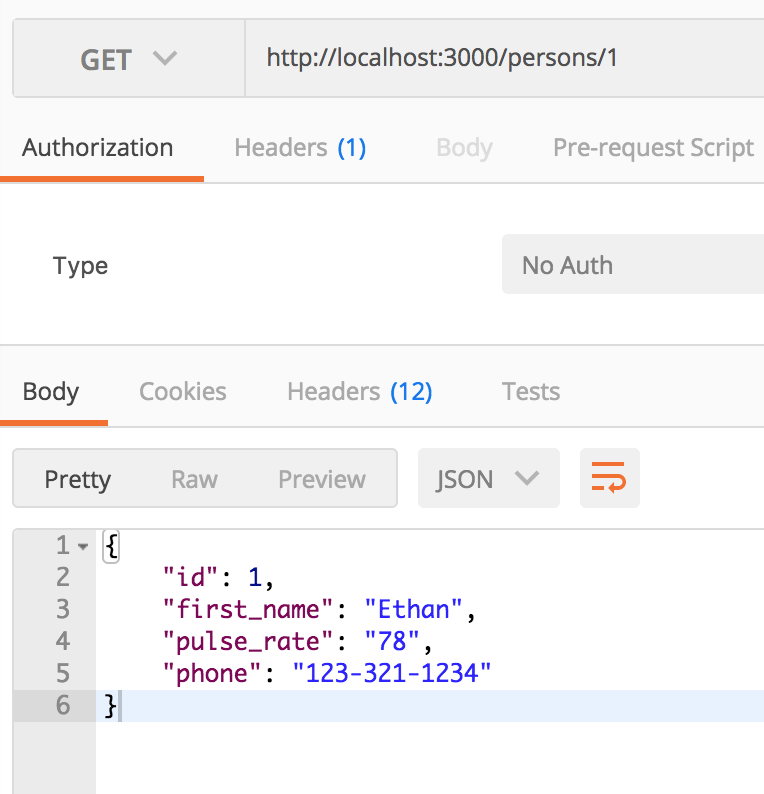 GET http://localhost:3000/persons/1
Authorization Headers (1) Body Pre-request Script
Type No Auth
Body Cookies Headers (12) Tests
Pretty Raw Preview JSON
1 {
2 "id": 1,
3 "first_name": "Ethan",
4 "pulse_rate": "78",
5 "phone": "123-321-1234"
6 }